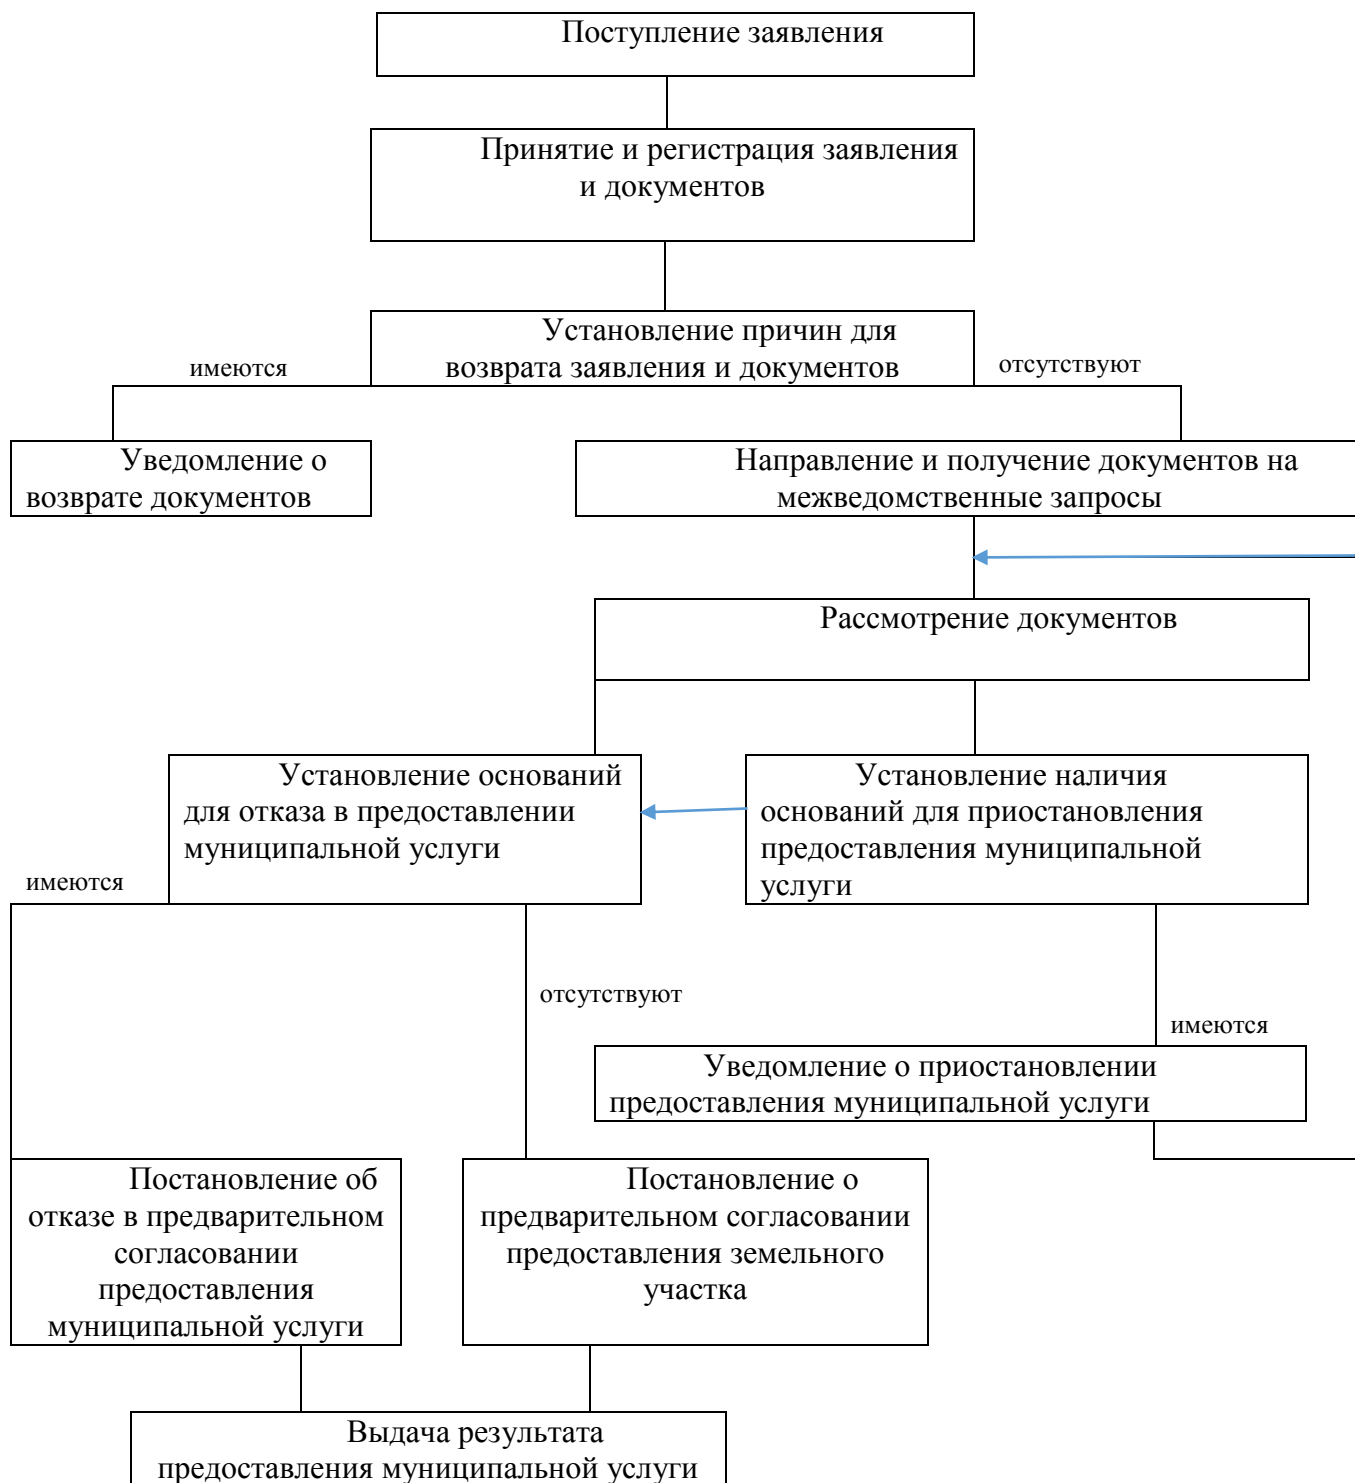 Поступление заявления
Принятие и регистрация заявления
и документов
Установление причин для
возврата заявления и документов
имеются
отсутствуют
Уведомление о
возврате документов
Направление и получение документов на
межведомственные запросы
Рассмотрение документов
Установление оснований
для отказа в предоставлении
муниципальной услуги
Установление наличия
оснований для приостановления
предоставления муниципальной
услуги
имеются
отсутствуют
имеются
Уведомление о приостановлении
предоставления муниципальной услуги
Постановление об
отказе в предварительном
согласовании
предоставления
муниципальной услуги
Постановление о
предварительном согласовании
предоставления земельного
участка
Выдача результата
предоставления муниципальной услуги